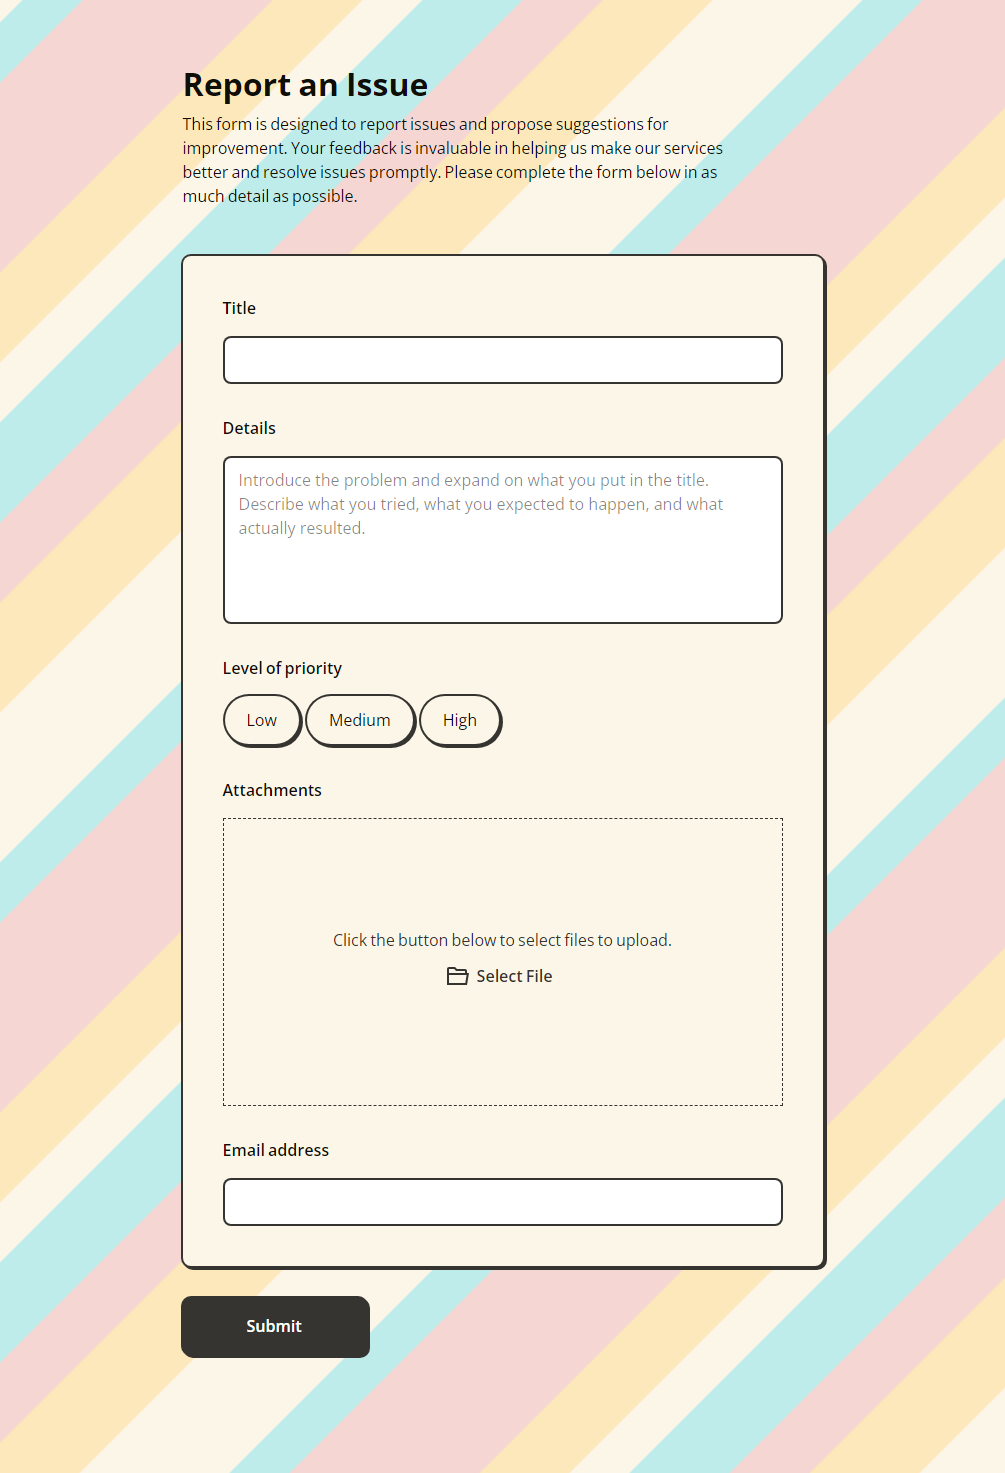 Report an Issue
This form is designed to report issues and propose suggestions for
improvement. Your feedback is invaluable in helping us make our services
better and resolve issues promptly. Please complete the form below in as
much detail as possible.
Title
Details
Introduce the problem and expand on what you put in the title.
Describe what you tried, what you expected to happen, and what
actually resulted.
Level of priority
Low Medium High
Attachments
Click the button below to select files to upload.
Select File
Email address
Submit